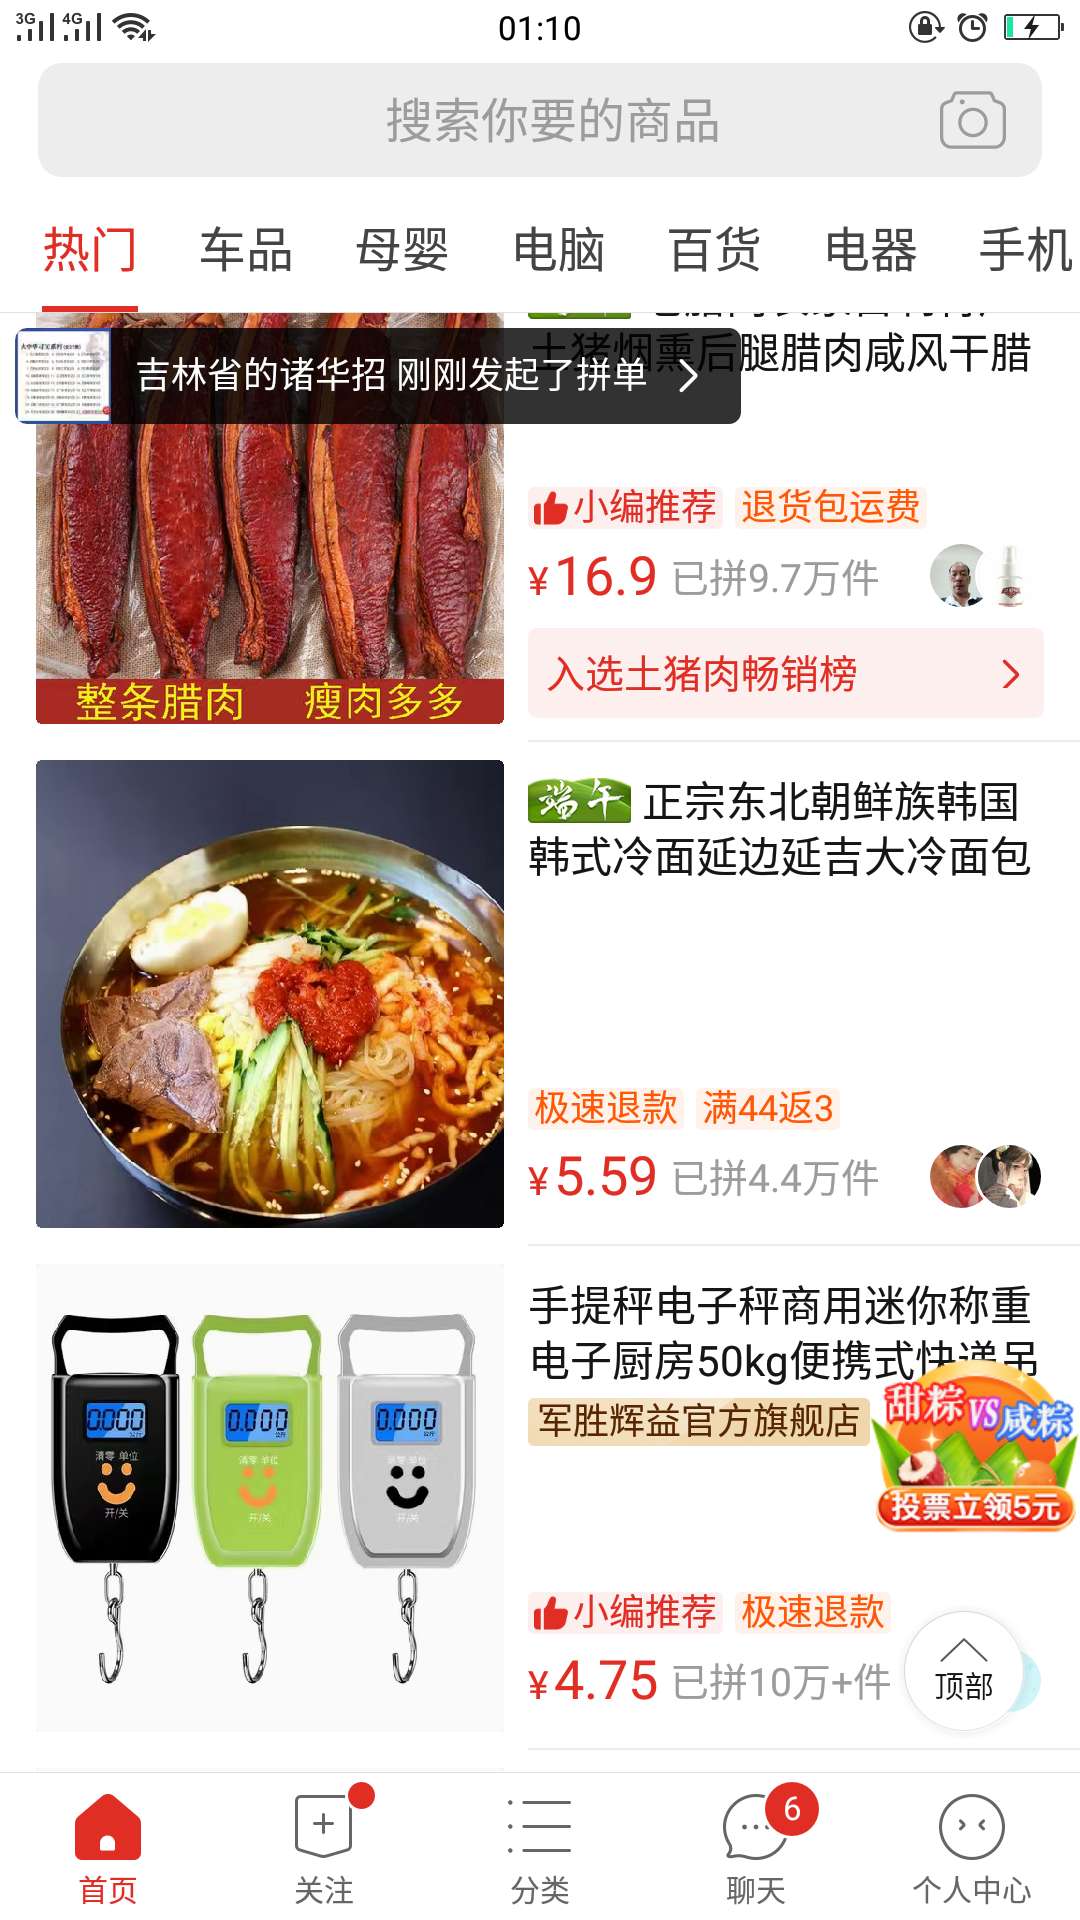 3G 4G
01:10
搜索你要的商品
热门 车品 母婴 电脑 百货 电器 手机
土猪烟熏后腿腊肉咸风干腊
吉林省的诸华招 刚刚发起了拼单
整条腊肉 瘦肉多多
小编推荐 退货包运费
¥16.9 已拼9.7万件
入选土猪肉畅销榜
端午 正宗东北朝鲜族韩国
韩式冷面延边延吉大冷面包
极速退款 满44返3
¥5.59 已拼4.4万件
手提秤电子秤商用迷你称重
电子厨房50kg便携式快递吊
军胜辉益官方旗舰店
甜粽VS咸粽
投票立领5元
0.000 公斤
清零 单位
开/关
0.000 公斤
清零 单位
开/关
0.000 公斤
清零 单位
开/关
小编推荐 极速退款
¥4.75 已拼10万+件
顶部
6
首页 关注 分类 聊天 个人中心